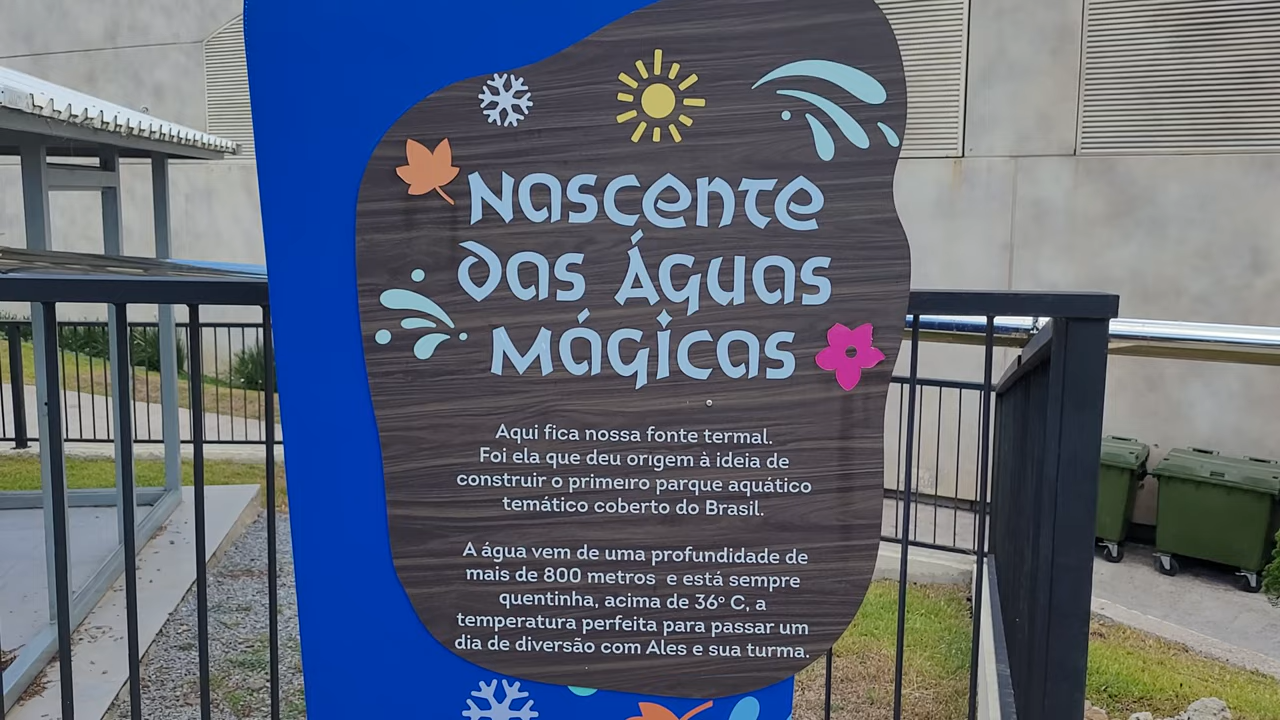 Nascente
das Águas
Mágicas
Aqui fica nossa fonte termal.
Foi ela que deu origem à ideia de
construir o primeiro parque aquático
temático coberto do Brasil.
A água vem de uma profundidade de
mais de 800 metros e está sempre
quentinha, acima de 36º C, a
temperatura perfeita para passar um
dia de diversão com Ales e sua turma.